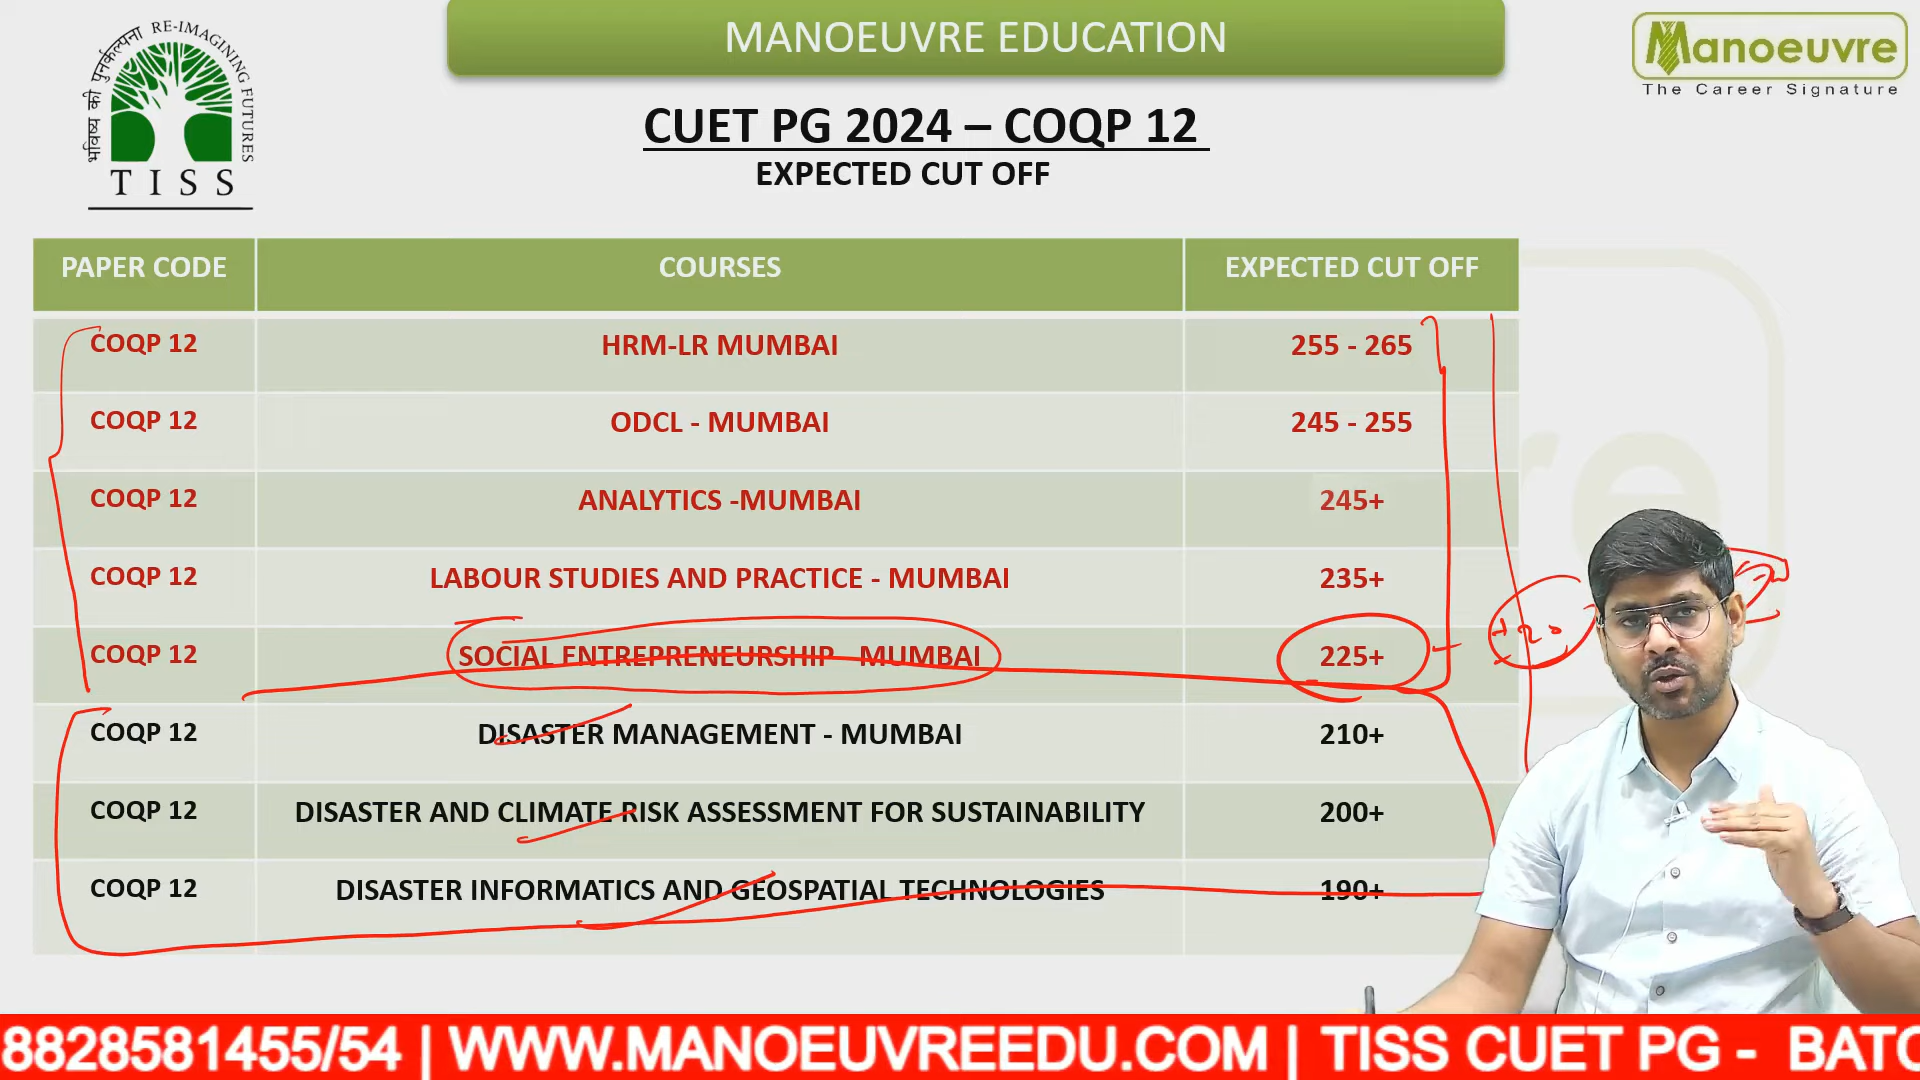 MANOEUVRE EDUCATION
भविष्य की पुनर्कल्पना RE-IMAGINING FUTURES
TISS
Manoeuvre
The Career Signature
CUET PG 2024 – COQP 12
EXPECTED CUT OFF
PAPER CODE COURSES EXPECTED CUT OFF
COQP 12 HRM-LR MUMBAI 255 - 265
COQP 12 ODCL - MUMBAI 245 - 255
COQP 12 ANALYTICS -MUMBAI 245+
COQP 12 LABOUR STUDIES AND PRACTICE - MUMBAI 235+
COQP 12 SOCIAL ENTREPRENEURSHIP - MUMBAI 225+
COQP 12 DISASTER MANAGEMENT - MUMBAI 210+
COQP 12 DISASTER AND CLIMATE RISK ASSESSMENT FOR SUSTAINABILITY 200+
COQP 12 DISASTER INFORMATICS AND GEOSPATIAL TECHNOLOGIES 190+
8828581455/54 | WWW.MANOEUVREEDU.COM | TISS CUET PG - BATC